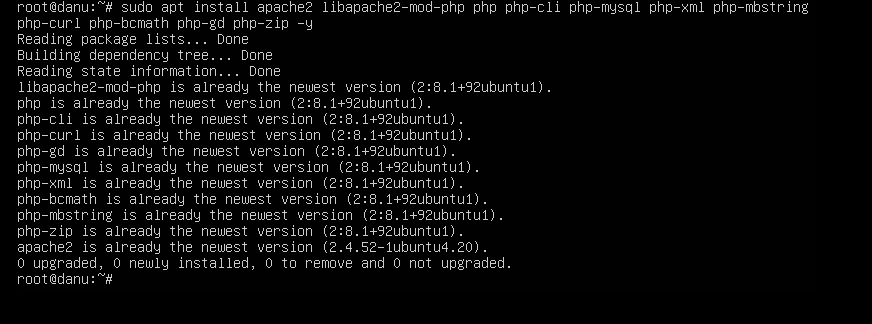 root@danu:~# sudo apt install apache2 libapache2-mod-php php php-cli php-mysql php-xml php-mbstring
php-curl php-bcmath php-gd php-zip -y
Reading package lists... Done
Building dependency tree... Done
Reading state information... Done
libapache2-mod-php is already the newest version (2:8.1+92ubuntu1).
php is already the newest version (2:8.1+92ubuntu1).
php-cli is already the newest version (2:8.1+92ubuntu1).
php-curl is already the newest version (2:8.1+92ubuntu1).
php-gd is already the newest version (2:8.1+92ubuntu1).
php-mysql is already the newest version (2:8.1+92ubuntu1).
php-xml is already the newest version (2:8.1+92ubuntu1).
php-bcmath is already the newest version (2:8.1+92ubuntu1).
php-mbstring is already the newest version (2:8.1+92ubuntu1).
php-zip is already the newest version (2:8.1+92ubuntu1).
apache2 is already the newest version (2.4.52-1ubuntu4.20).
0 upgraded, 0 newly installed, 0 to remove and 0 not upgraded.
root@danu:~#